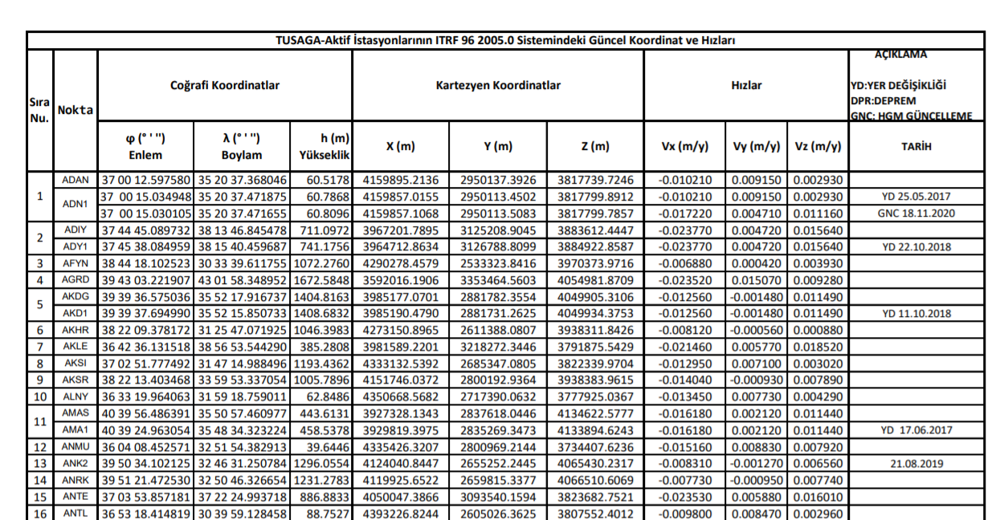 TUSAGA-Aktif İstasyonlarının ITRF 96 2005.0 Sistemindeki Güncel Koordinat ve Hızları
Sıra Nu. Nokta Coğrafi Koordinatlar Kartezyen Koordinatlar Hızlar AÇIKLAMA
YD:YER DEĞİŞİKLİĞİ
DPR:DEPREM
GNC: HGM GÜNCELLEME
φ (° ' ") Enlem λ (° ' ") Boylam h (m) Yükseklik X (m) Y (m) Z (m) Vx (m/y) Vy (m/y) Vz (m/y) TARİH
1 ADAN 37 00 12.597580 35 20 37.368046 60.5178 4159895.2136 2950137.3926 3817739.7246 -0.010210 0.009150 0.002930
ADN1 37 00 15.034948 35 20 37.471875 60.7868 4159857.0155 2950113.4502 3817799.8912 -0.010210 0.009150 0.002930 YD 25.05.2017
37 00 15.030105 35 20 37.471655 60.8096 4159857.1068 2950113.5083 3817799.7857 -0.017220 0.004710 0.011160 GNC 18.11.2020
2 ADIY 37 44 45.089732 38 13 46.845478 711.0972 3967201.7895 3125208.9045 3883612.4447 -0.023770 0.004720 0.015640
ADY1 37 45 38.084959 38 15 40.459687 741.1756 3964712.8634 3126788.8099 3884922.8587 -0.023770 0.004720 0.015640 YD 22.10.2018
3 AFYN 38 44 18.102523 30 33 39.611755 1072.2760 4290278.4579 2533323.8416 3970373.9716 -0.006880 0.000420 0.003930
4 AGRD 39 43 03.221907 43 01 58.348952 1672.5848 3592016.1906 3353464.5603 4054981.8709 -0.023520 0.015070 0.009280
5 AKDG 39 39 36.575036 35 52 17.916737 1404.8163 3985177.0701 2881782.3554 4049905.3106 -0.012560 -0.001480 0.011490
AKD1 39 39 37.694990 35 52 15.850733 1408.6832 3985190.4790 2881731.2625 4049934.3753 -0.012560 -0.001480 0.011490 YD 11.10.2018
6 AKHR 38 22 09.378172 31 25 47.071925 1046.3983 4273150.8965 2611388.0807 3938311.8426 -0.008120 -0.000560 0.000880
7 AKLE 36 42 36.131518 38 56 53.544290 385.2808 3981589.2201 3218272.3446 3791875.5429 -0.021460 0.005770 0.018520
8 AKSI 37 02 51.777492 31 47 14.988496 1193.4362 4333132.5392 2685347.0805 3822339.9704 -0.012950 0.007100 0.003020
9 AKSR 38 22 13.403468 33 59 53.337054 1005.7896 4151746.0372 2800192.9364 3938383.9615 -0.014040 -0.000930 0.007890
10 ALNY 36 33 19.964063 31 59 18.759011 62.8486 4350668.5682 2717390.0632 3777925.0367 -0.013450 0.007730 0.004290
11 AMAS 40 39 56.486391 35 50 57.460977 443.6131 3927328.1343 2837618.0446 4134622.5777 -0.016180 0.002120 0.011440
AMA1 40 39 24.963054 35 48 34.323224 458.5378 3929819.3975 2835269.3473 4133894.6243 -0.016180 0.002120 0.011440 YD 17.06.2017
12 ANMU 36 04 08.452571 32 51 54.382913 39.6446 4335426.3207 2800969.2144 3734407.6236 -0.015160 0.008830 0.007920
13 ANK2 39 50 34.102125 32 46 31.250784 1296.0554 4124040.8447 2655252.2445 4065430.2317 -0.008310 -0.001270 0.006560 21.08.2019
14 ANRK 39 51 21.472530 32 50 46.326654 1231.2783 4119925.6522 2659815.3377 4066510.6069 -0.007730 -0.000950 0.007740
15 ANTE 37 03 53.857181 37 22 24.993718 886.8833 4050047.3866 3093540.1594 3823682.7521 -0.023530 0.005880 0.016010
16 ANTL 36 53 18.414819 30 39 59.128458 88.7527 4393226.8244 2605026.3625 3807552.4012 -0.009800 0.008470 0.002960